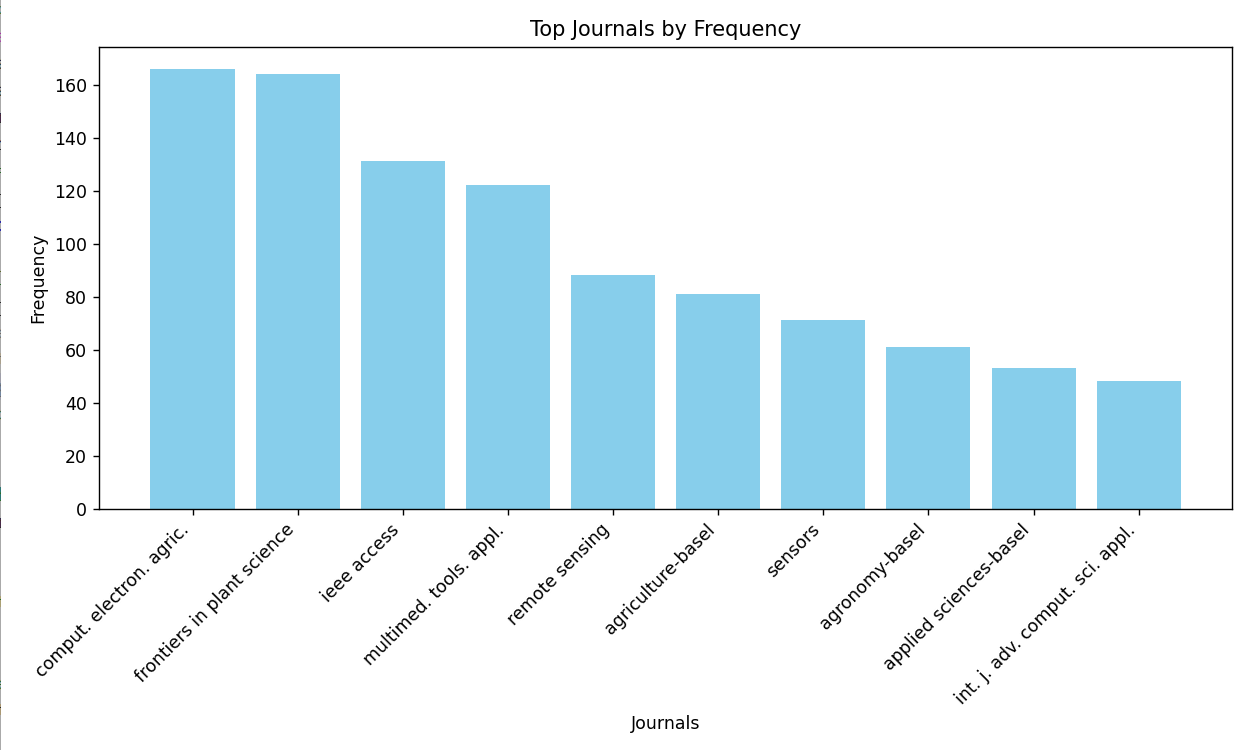 Top Journals by Frequency
Frequency
160
140
120
100
80
60
40
20
0
comput. electron. agric.
frontiers in plant science
ieee access
multimed. tools. appl.
remote sensing
agriculture-basel
sensors
agronomy-basel
applied sciences-basel
int. j. adv. comput. sci. appl.
Journals